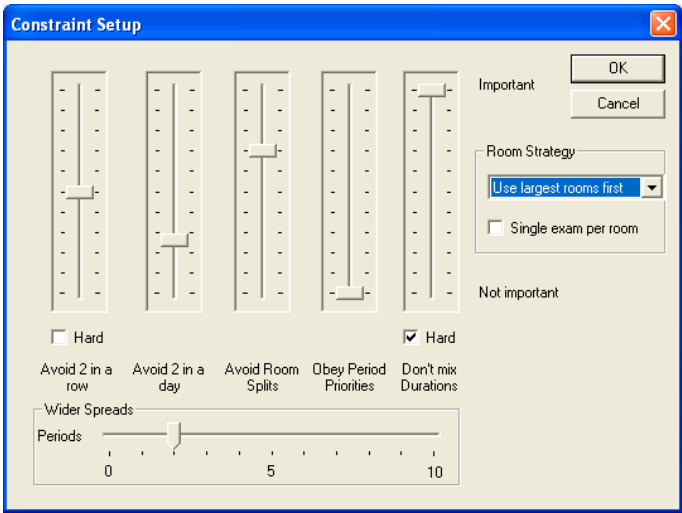 Constraint Setup
Important
OK
Cancel
Room Strategy
Use largest rooms first
Single exam per room
Not important
Hard
Hard
Avoid 2 in a
row
Avoid 2 in a
day
Avoid Room
Splits
Obey Period
Priorities
Don't mix
Durations
Wider Spreads
Periods
0 5 10